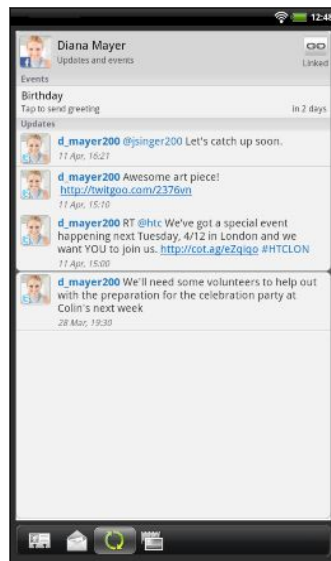 12:48
Diana Mayer
Updates and events
Linked
Events
Birthday
Tap to send greeting
In 2 days
Updates
d_mayer200 @jsinger200 Let's catch up soon.
11 Apr, 16:21
d_mayer200 Awesome art piece!
http://twitgoo.com/2376vn
11 Apr, 15:10
d_mayer200 RT @htc We've got a special event
happening next Tuesday, 4/12 in London and we
want YOU to join us. http://cot.ag/eZqiqo #HTCLON
11 Apr, 15:00
d_mayer200 We'll need some volunteers to help out
with the preparation for the celebration party at
Colin's next week
28 Mar, 19:30